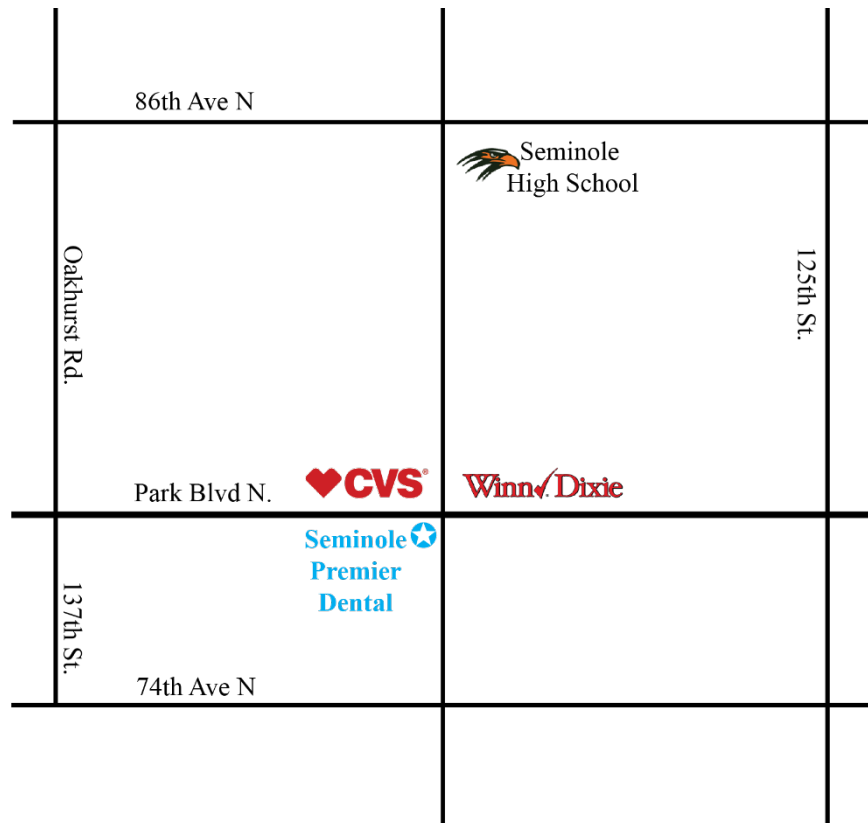 86th Ave N
Seminole
High School
Oakhurst Rd.
125th St.
CVS®
Winn Dixie
Park Blvd N.
Seminole
Premier
Dental
137th St.
74th Ave N